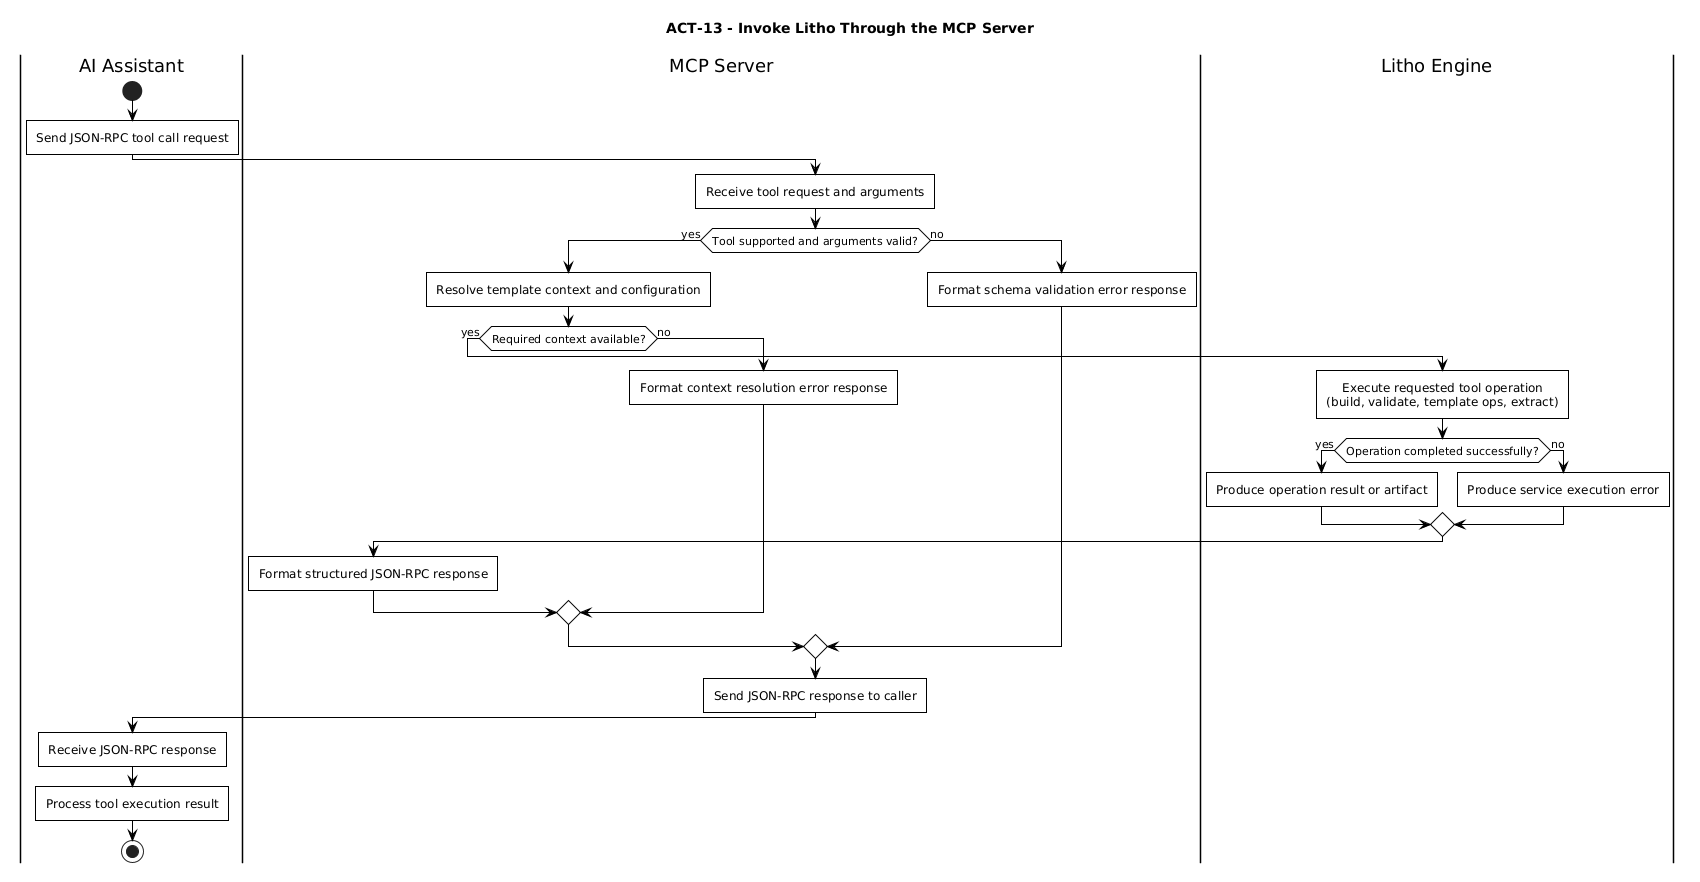 ACT-13 - Invoke Litho Through the MCP Server
AI Assistant
MCP Server
Litho Engine
Send JSON-RPC tool call request
Receive tool request and arguments
yes
Tool supported and arguments valid?
no
Resolve template context and configuration
Format schema validation error response
yes
Required context available?
no
Format context resolution error response
Execute requested tool operation
(build, validate, template ops, extract)
yes
Operation completed successfully?
no
Produce operation result or artifact
Produce service execution error
Format structured JSON-RPC response
Send JSON-RPC response to caller
Receive JSON-RPC response
Process tool execution result